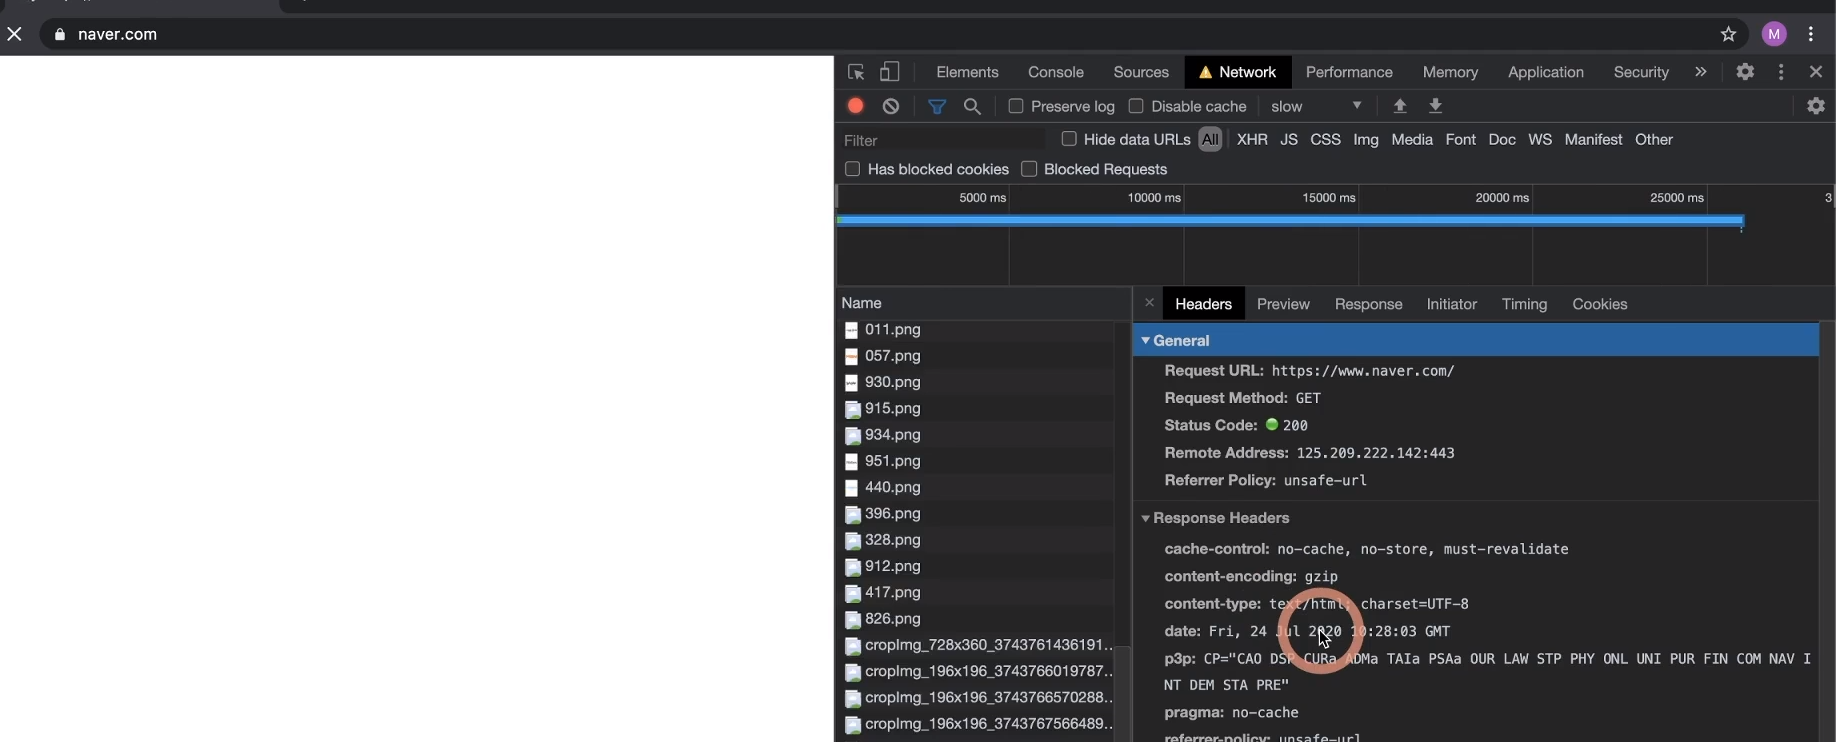 naver.com
M
Elements Console Sources Network Performance Memory Application Security
Preserve log Disable cache slow
Filter Hide data URLs All XHR JS CSS Img Media Font Doc WS Manifest Other
Has blocked cookies Blocked Requests
5000 ms 10000 ms 15000 ms 20000 ms 25000 ms 3
Name
011.png
057.png
930.png
915.png
934.png
951.png
440.png
396.png
328.png
912.png
417.png
826.png
cropImg_728x360_3743761436191..
cropImg_196x196_3743766019787..
cropImg_196x196_3743766570288..
cropImg_196x196_3743767566489..
Headers Preview Response Initiator Timing Cookies
General
Request URL: https://www.naver.com/
Request Method: GET
Status Code: 200
Remote Address: 125.209.222.142:443
Referrer Policy: unsafe-url
Response Headers
cache-control: no-cache, no-store, must-revalidate
content-encoding: gzip
content-type: text/html; charset=UTF-8
date: Fri, 24 Jul 2020 10:28:03 GMT
p3p: CP="CAO DSP CURa ADMa TAIa PSAa OUR LAW STP PHY ONL UNI PUR FIN COM NAV I
NT DEM STA PRE"
pragma: no-cache
referrer-policy: unsafe-url